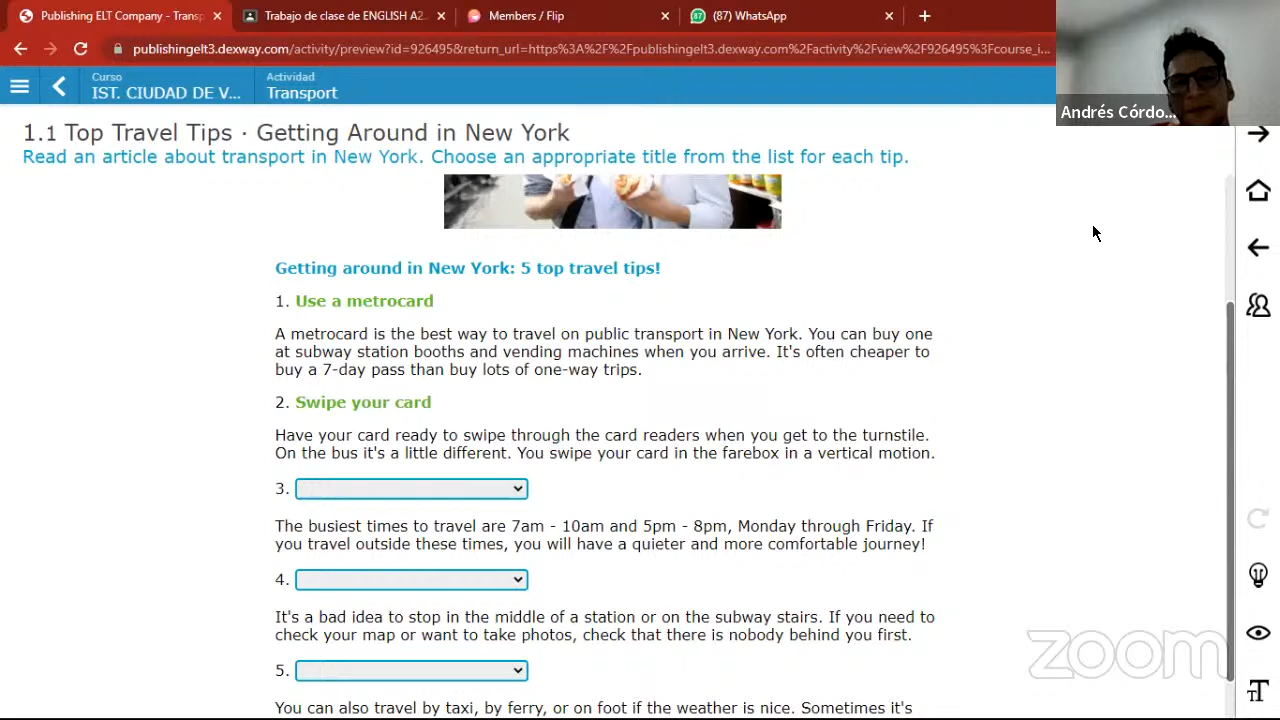 Publishing ELT Company - Transp
Trabajo de clase de ENGLISH A2
Members / Flip
(87) WhatsApp
publishingelt3.dexway.com/activity/preview?id=926495&return_url=https%3A%2F%2Fpublishingelt3.dexway.com%2Factivity%2Fview%2F926495%3Fcourse_i...
Curso
IST. CIUDAD DE V...
Actividad
Transport
Andrés Córdo...
1.1 Top Travel Tips · Getting Around in New York
Read an article about transport in New York. Choose an appropriate title from the list for each tip.
Getting around in New York: 5 top travel tips!
1. Use a metrocard
A metrocard is the best way to travel on public transport in New York. You can buy one
at subway station booths and vending machines when you arrive. It's often cheaper to
buy a 7-day pass than buy lots of one-way trips.
2. Swipe your card
Have your card ready to swipe through the card readers when you get to the turnstile.
On the bus it's a little different. You swipe your card in the farebox in a vertical motion.
3.
The busiest times to travel are 7am - 10am and 5pm - 8pm, Monday through Friday. If
you travel outside these times, you will have a quieter and more comfortable journey!
4.
It's a bad idea to stop in the middle of a station or on the subway stairs. If you need to
check your map or want to take photos, check that there is nobody behind you first.
5.
You can also travel by taxi, by ferry, or on foot if the weather is nice. Sometimes it's
zoom